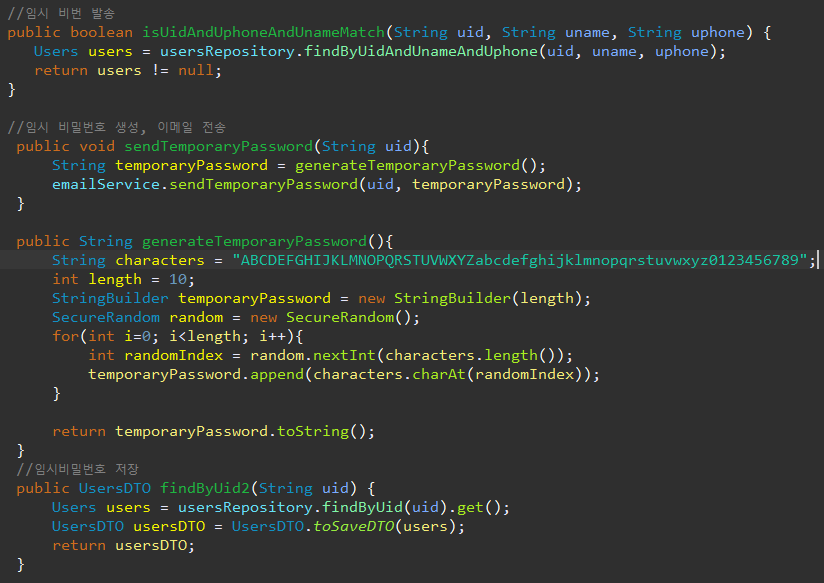 //임시 비번 발송
public boolean isUidAndUphoneAndUnameMatch(String uid, String uname, String uphone) {
Users users = usersRepository.findByUidAndUnameAndUphone(uid, uname, uphone);
return users != null;
}
//임시 비밀번호 생성, 이메일 전송
public void sendTemporaryPassword(String uid){
String temporaryPassword = generateTemporaryPassword();
emailService.sendTemporaryPassword(uid, temporaryPassword);
}
public String generateTemporaryPassword(){
String characters = "ABCDEFGHIJKLMNOPQRSTUVWXYZabcdefghijklmnopqrstuvwxyz0123456789";
int length = 10;
StringBuilder temporaryPassword = new StringBuilder(length);
SecureRandom random = new SecureRandom();
for(int i=0; i<length; i++){
int randomIndex = random.nextInt(characters.length());
temporaryPassword.append(characters.charAt(randomIndex));
}
return temporaryPassword.toString();
}
//임시비밀번호 저장
public UsersDTO findByUid2(String uid) {
Users users = usersRepository.findByUid(uid).get();
UsersDTO usersDTO = UsersDTO.toSaveDTO(users);
return usersDTO;
}